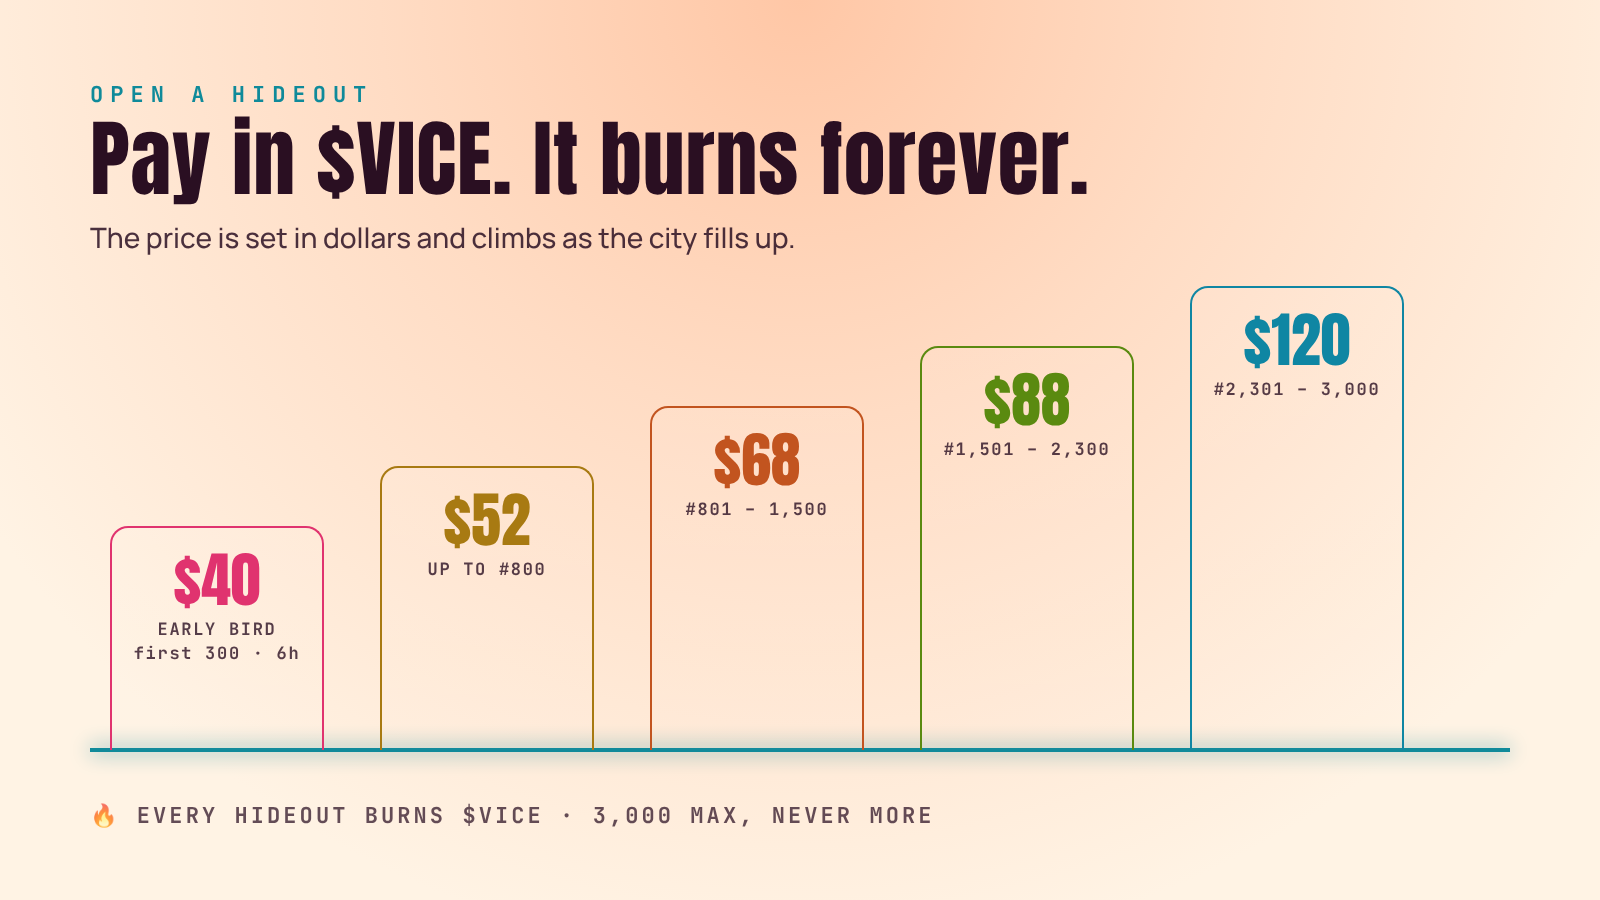 OPEN A HIDEOUT
Pay in $VICE. It burns forever.
The price is set in dollars and climbs as the city fills up.
$40
EARLY BIRD
first 300 · 6h
$52
UP TO #800
$68
#801 – 1,500
$88
#1,501 – 2,300
$120
#2,301 – 3,000
🔥 EVERY HIDEOUT BURNS $VICE · 3,000 MAX, NEVER MORE